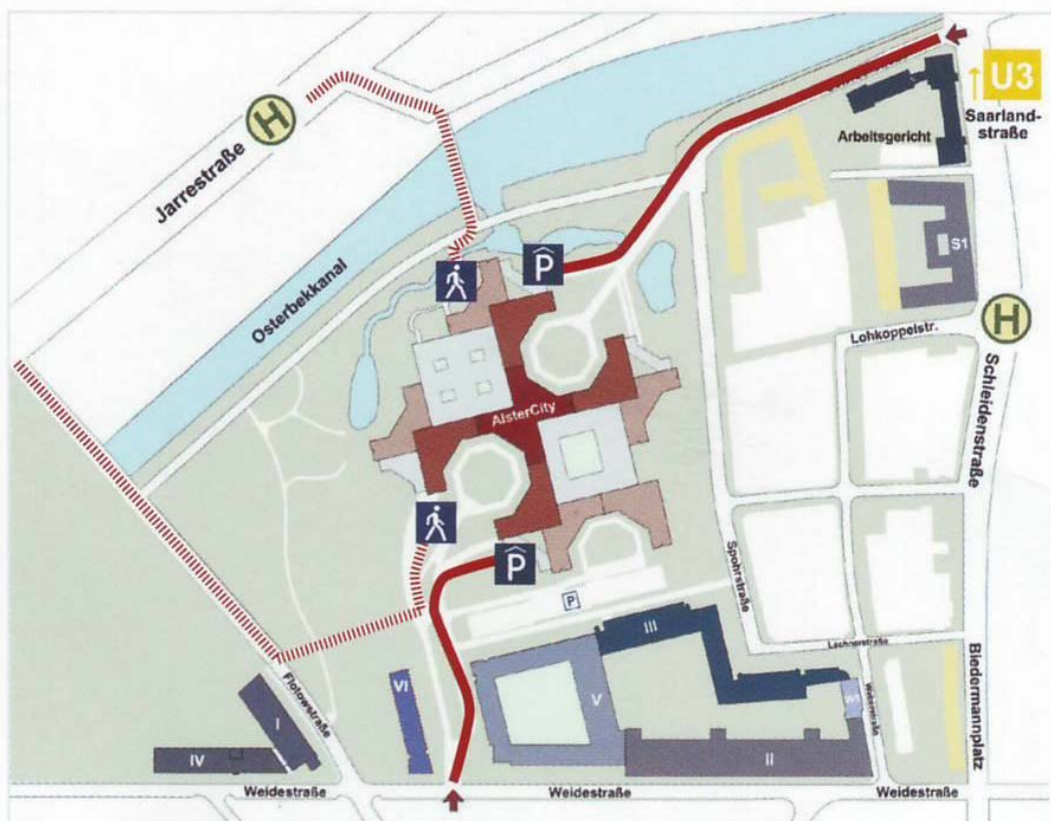 U3
Saarland-
straße
H
Jarrestraße
Arbeitsgericht
S1
P
Osterbekkanal
Lohkoppelstr.
H
AlsterCity
Schleidenstraße
P
Spohrstraße
P
III
Lachnerstraße
Biedermannplatz
Flotowstraße
VI
V
I
IV
II
Weidestraße
Weidestraße
Weidestraße